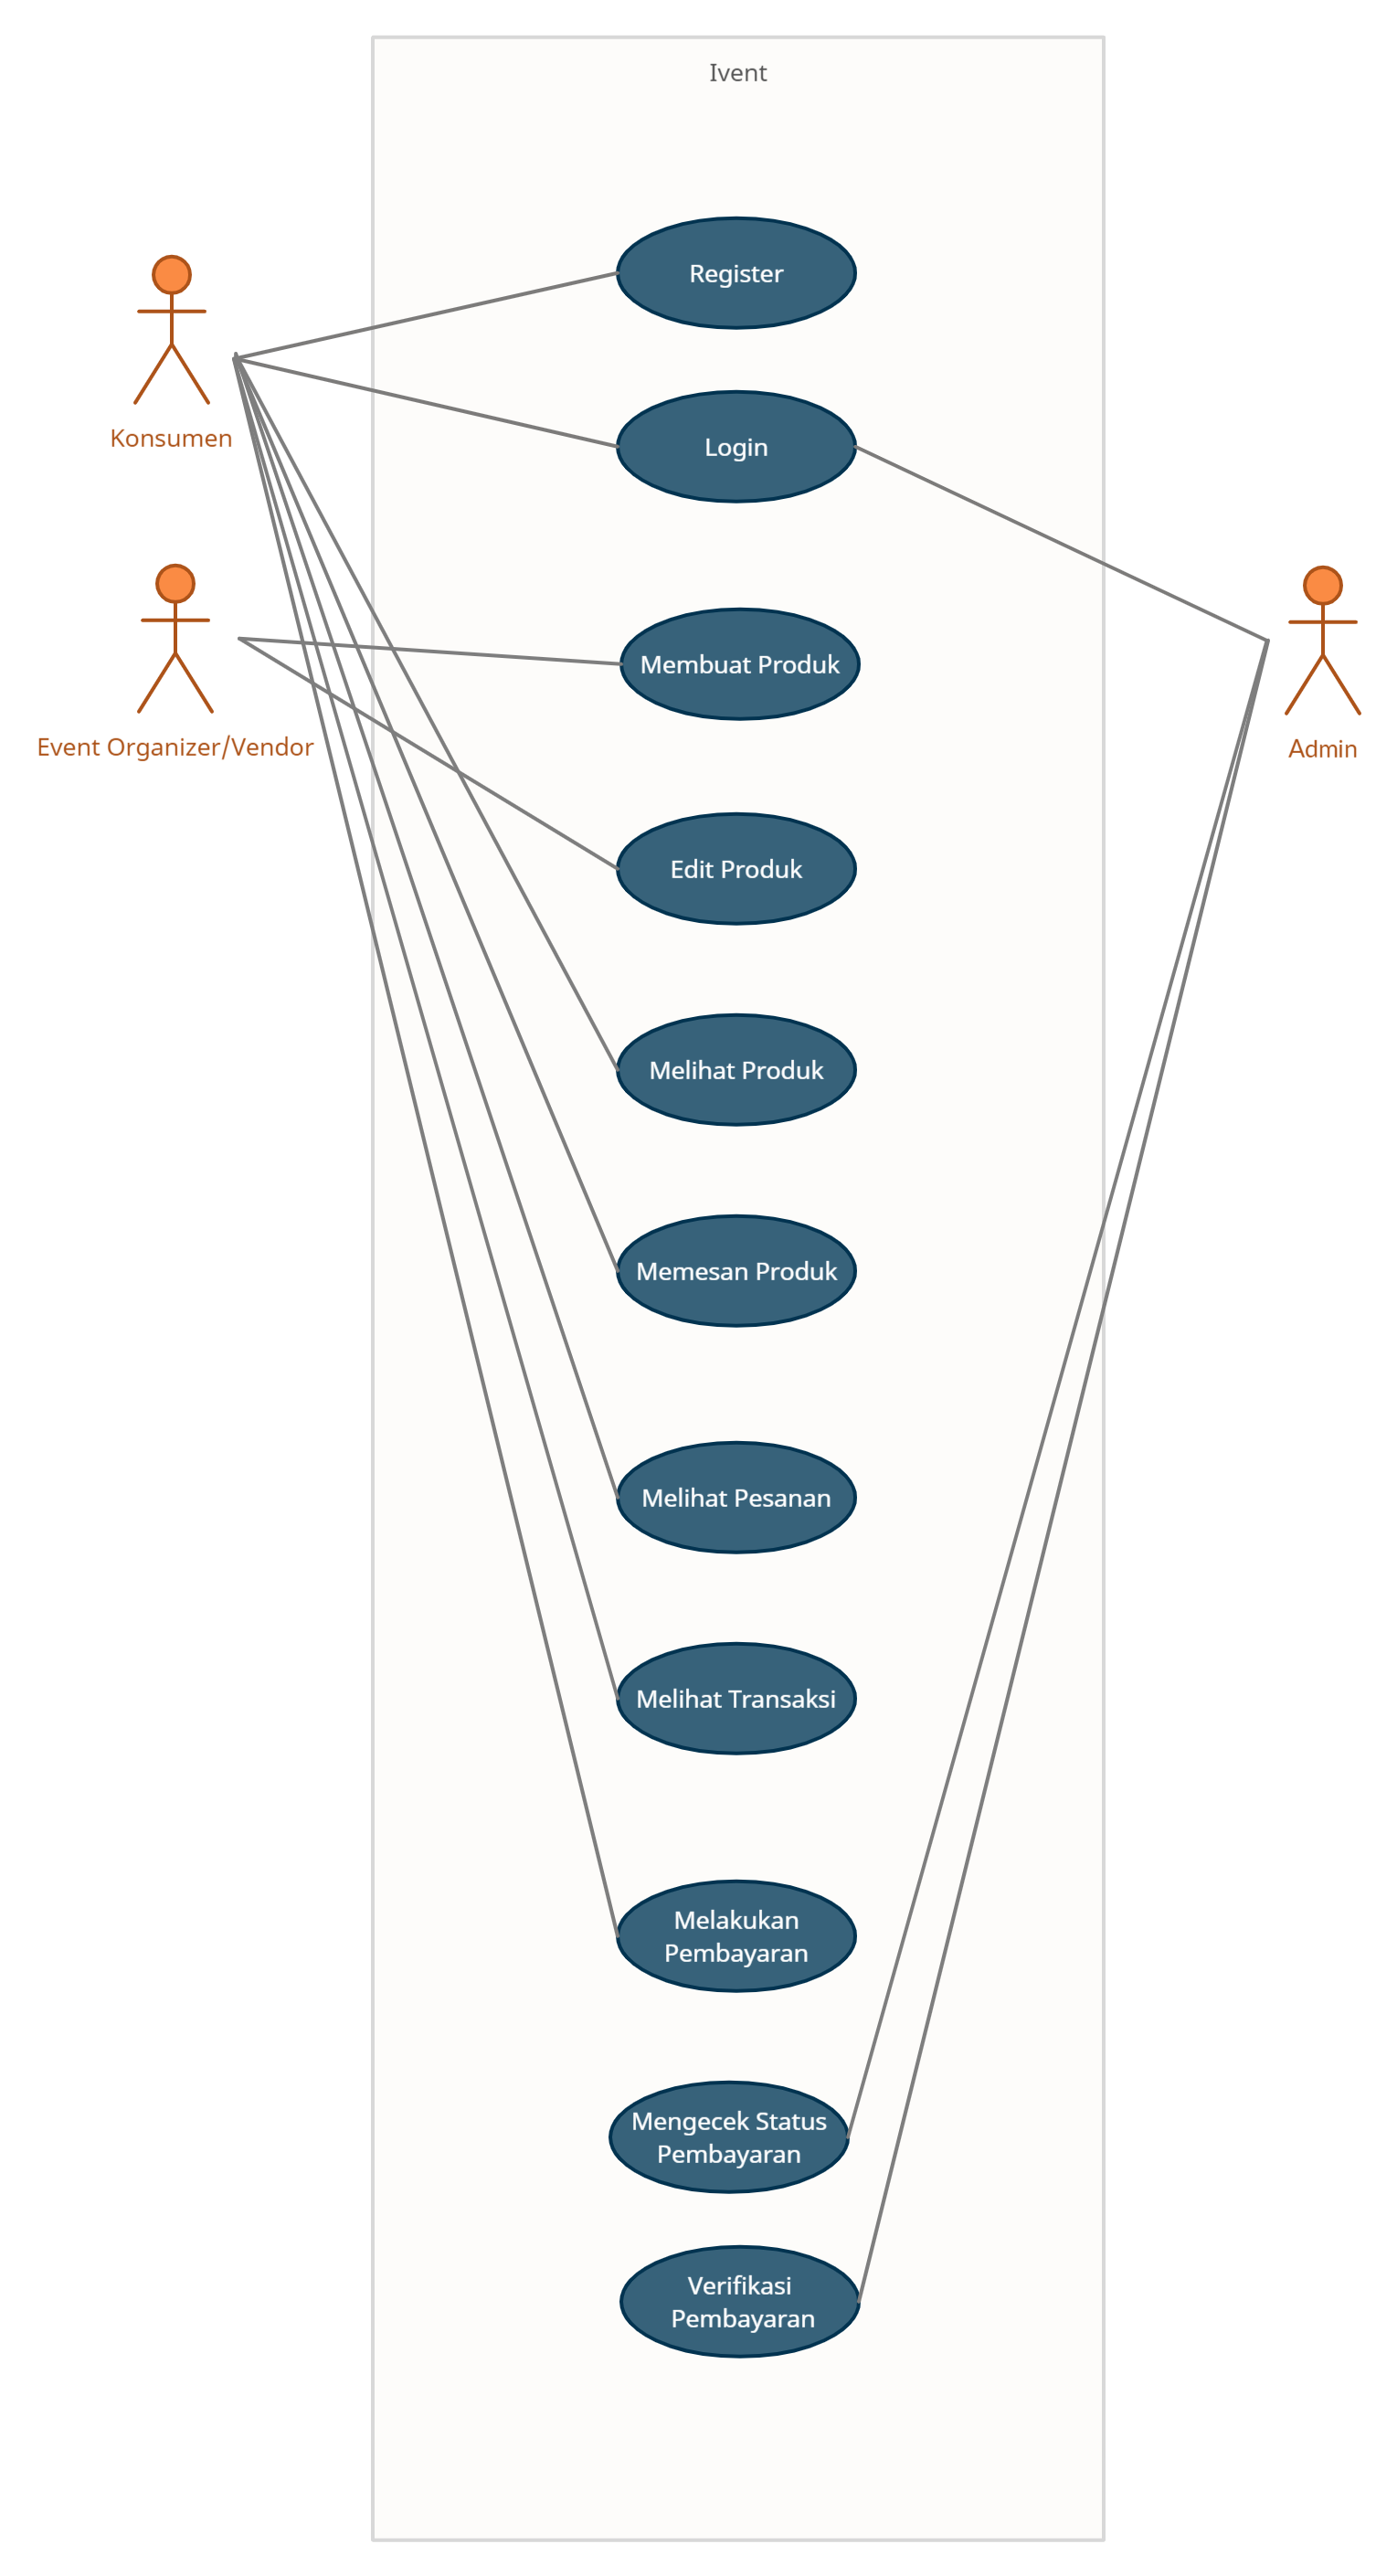 Ivent
Register
Konsumen
Login
Event Organizer/Vendor
Admin
Membuat Produk
Edit Produk
Melihat Produk
Memesan Produk
Melihat Pesanan
Melihat Transaksi
Melakukan
Pembayaran
Mengecek Status
Pembayaran
Verifikasi
Pembayaran